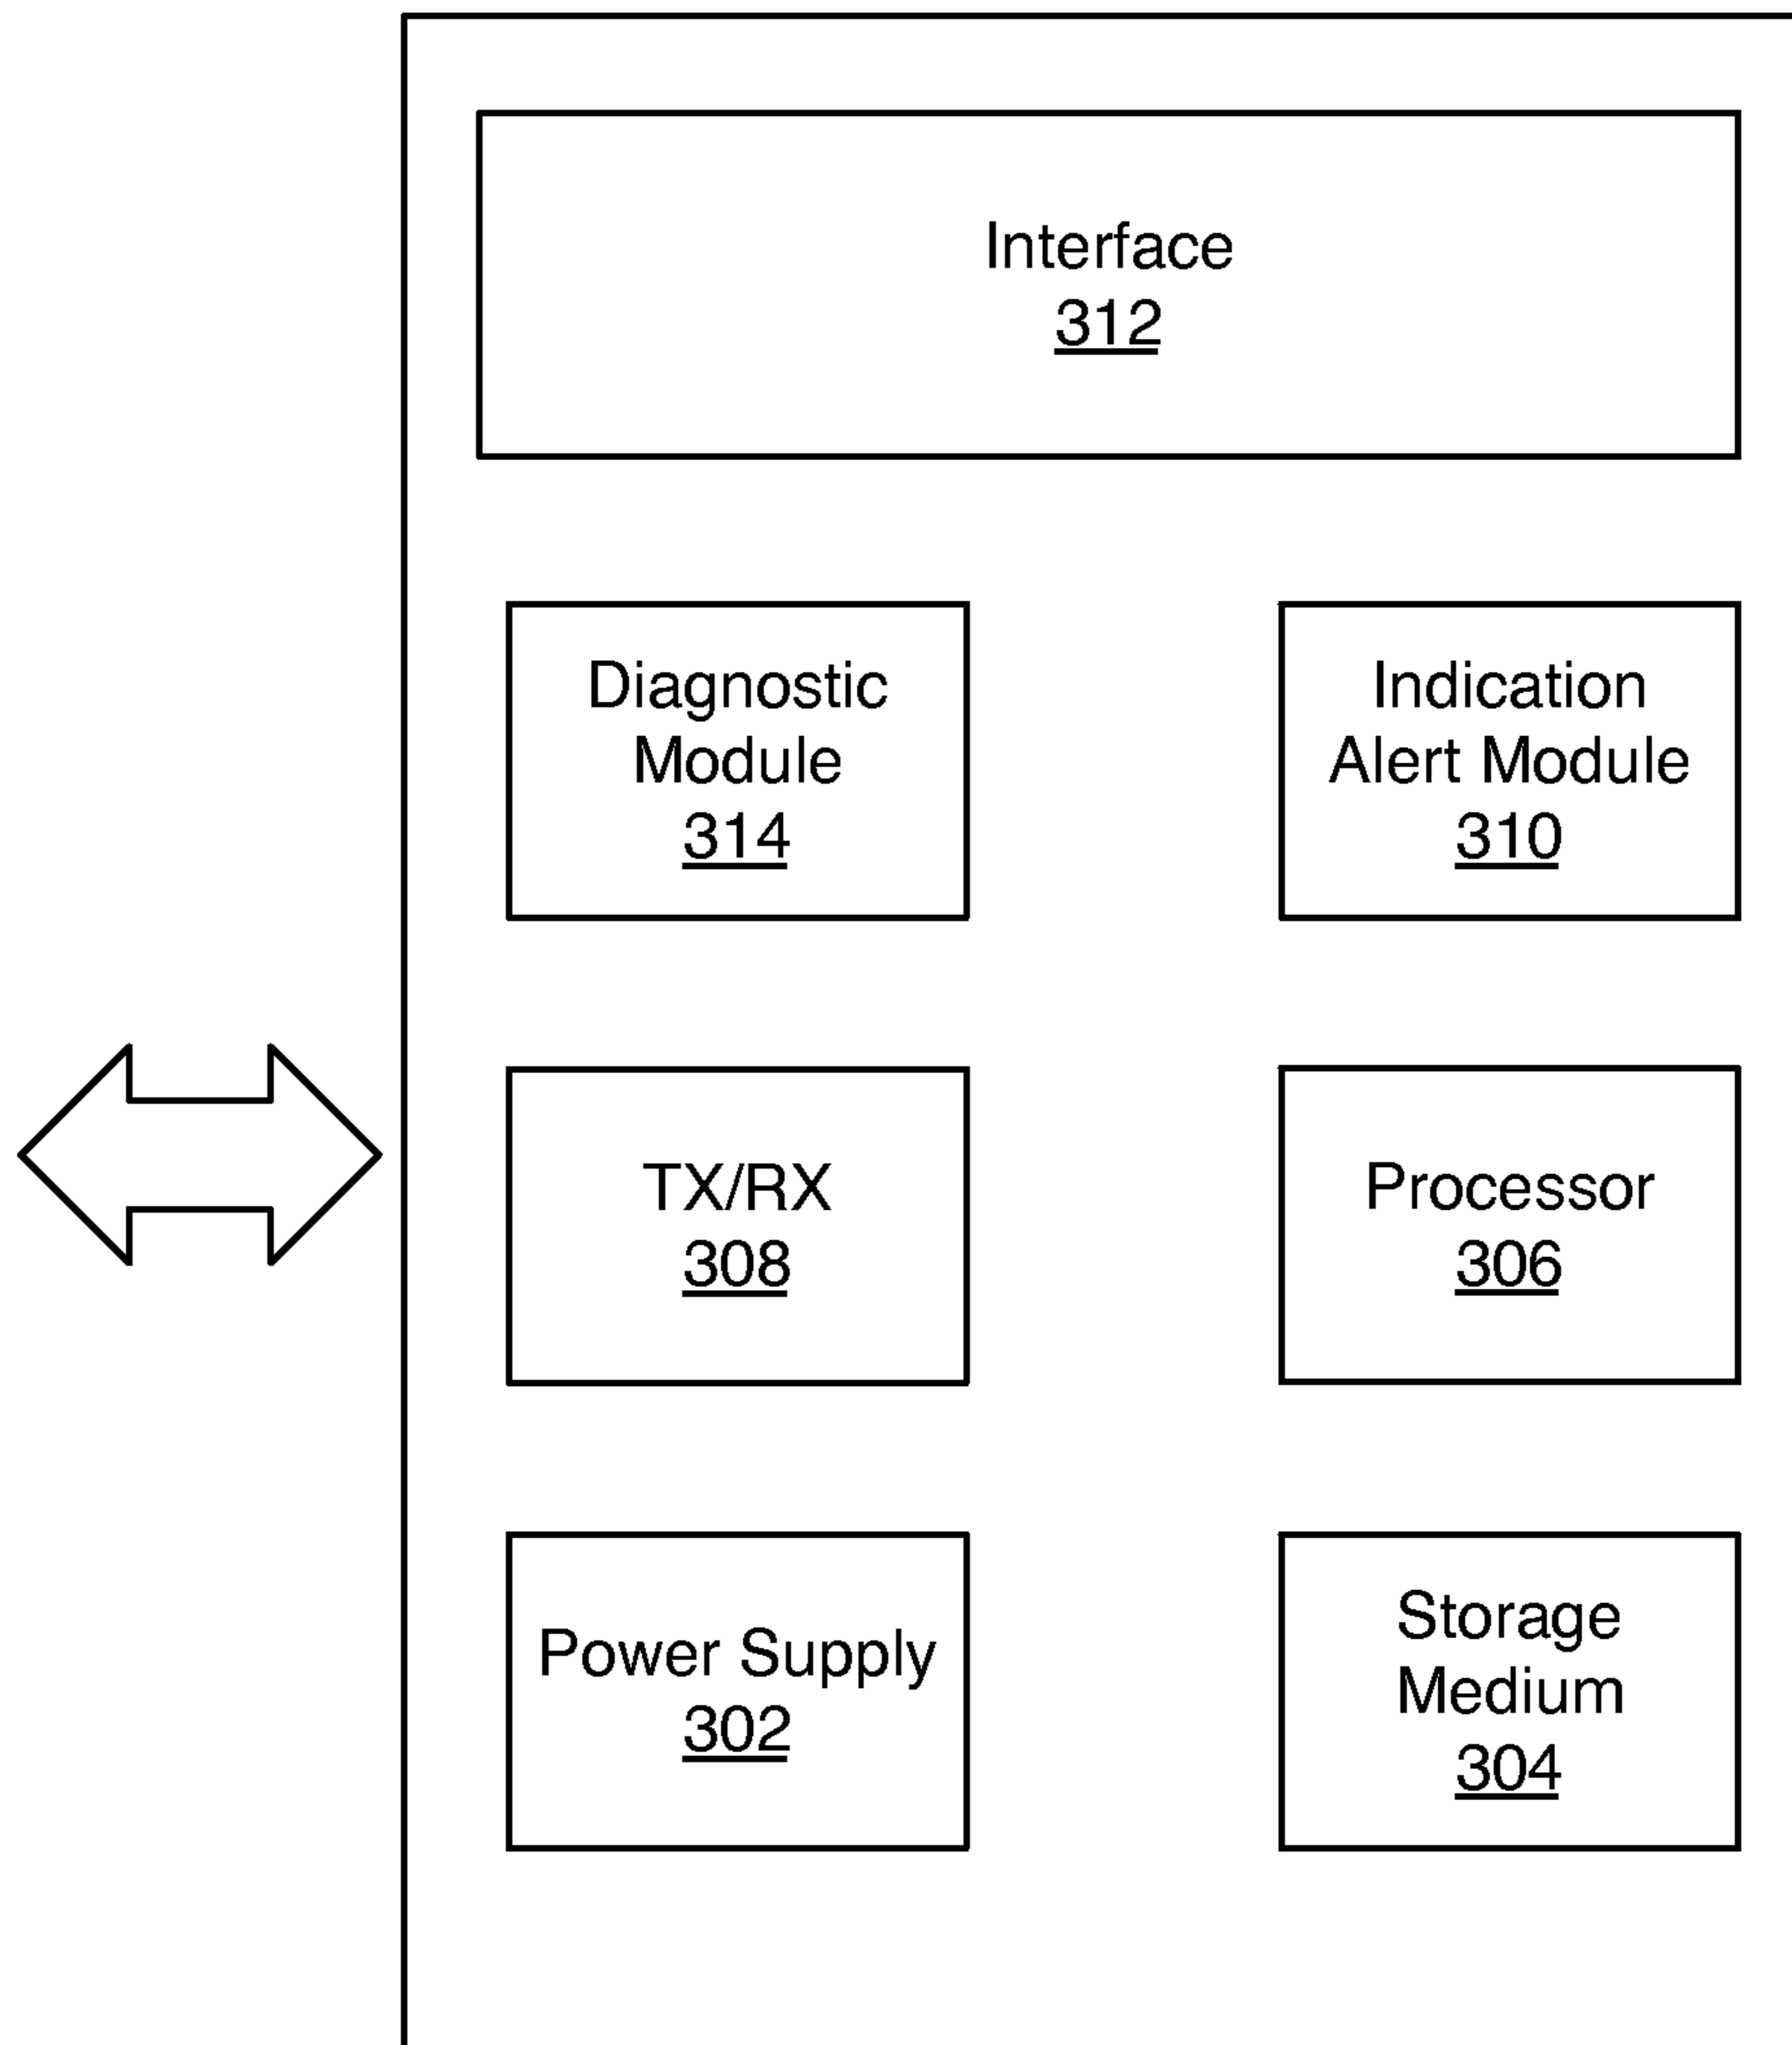 Interface
312
Diagnostic
Module
314
Indication
Alert Module
310
TX/RX
308
Processor
306
Power Supply
302
Storage
Medium
304